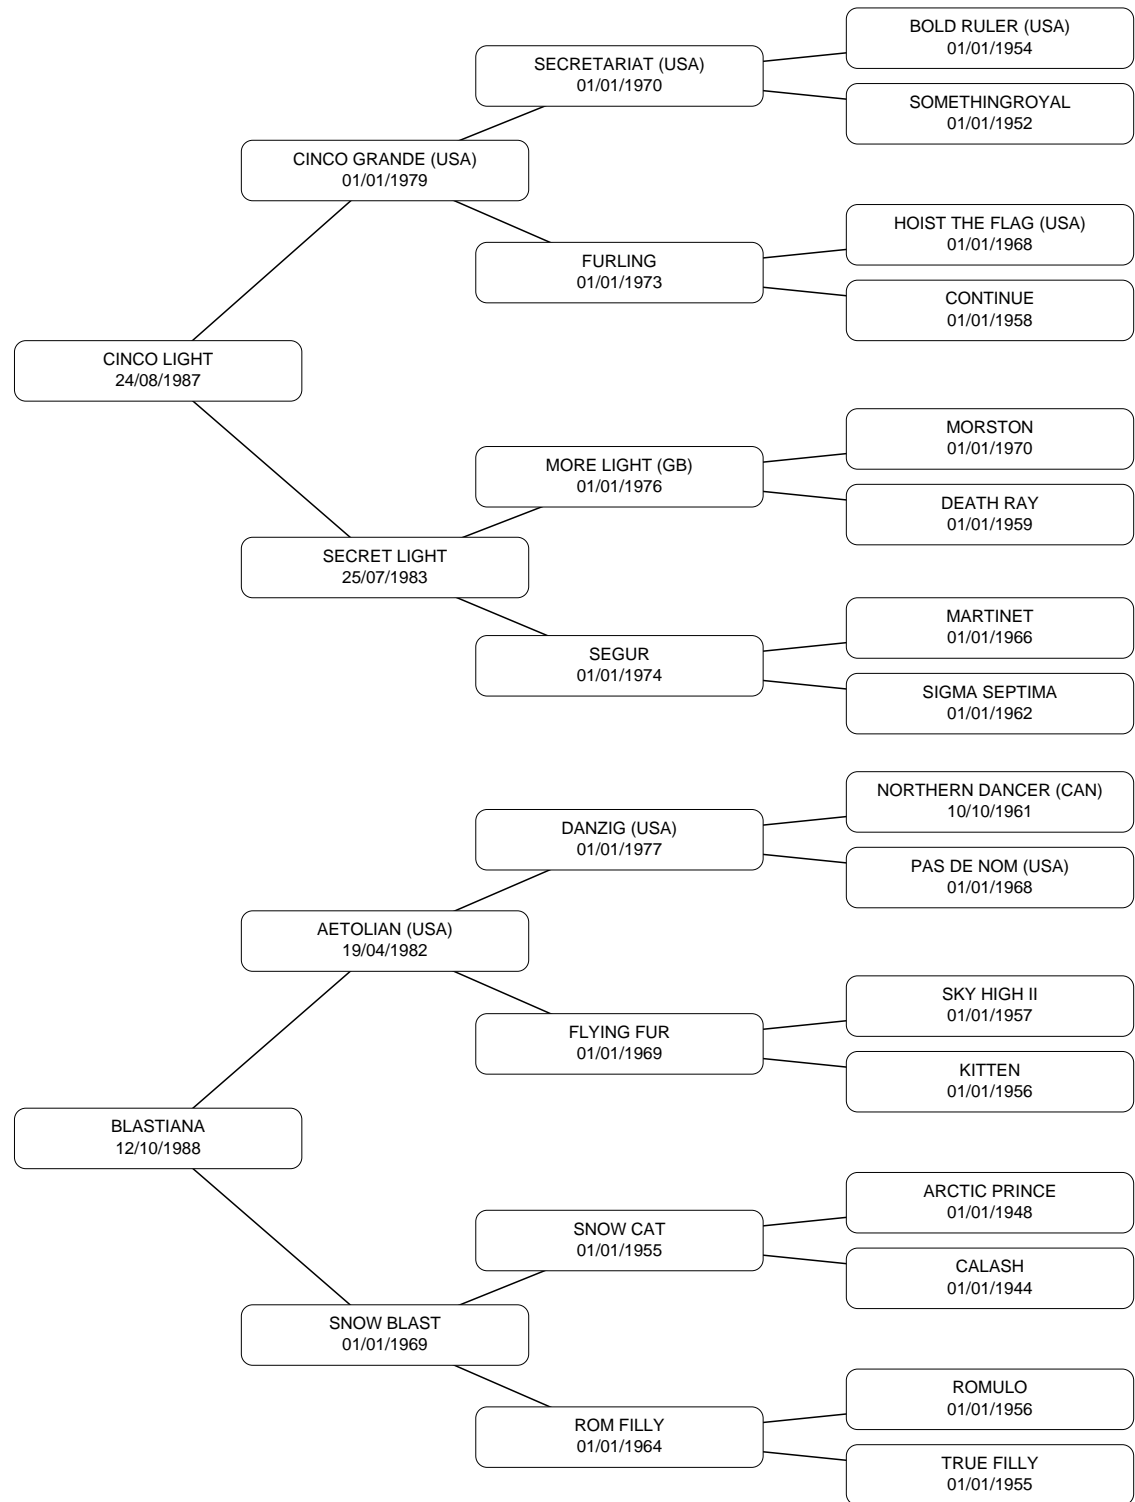 BOLD RULER (USA)
01/01/1954
SECRETARIAT (USA)
01/01/1970
SOMETHINGROYAL
01/01/1952
CINCO GRANDE (USA)
01/01/1979
HOIST THE FLAG (USA)
01/01/1968
FURLING
01/01/1973
CONTINUE
01/01/1958
CINCO LIGHT
24/08/1987
MORSTON
01/01/1970
MORE LIGHT (GB)
01/01/1976
DEATH RAY
01/01/1959
SECRET LIGHT
25/07/1983
MARTINET
01/01/1966
SEGUR
01/01/1974
SIGMA SEPTIMA
01/01/1962
NORTHERN DANCER (CAN)
10/10/1961
DANZIG (USA)
01/01/1977
PAS DE NOM (USA)
01/01/1968
AETOLIAN (USA)
19/04/1982
SKY HIGH II
01/01/1957
FLYING FUR
01/01/1969
KITTEN
01/01/1956
BLASTIANA
12/10/1988
ARCTIC PRINCE
01/01/1948
SNOW CAT
01/01/1955
CALASH
01/01/1944
SNOW BLAST
01/01/1969
ROMULO
01/01/1956
ROM FILLY
01/01/1964
TRUE FILLY
01/01/1955